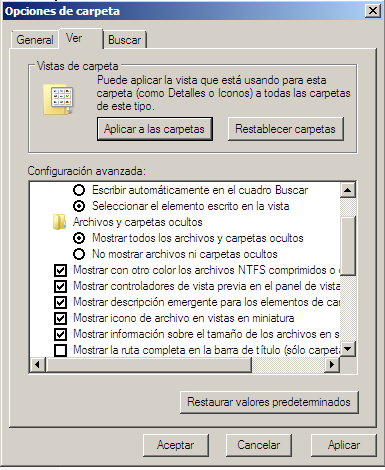 Opciones de carpeta
General
Ver
Buscar
Vistas de carpeta
Puede aplicar la vista que está usando para esta
carpeta (como Detalles o Iconos) a todas las carpetas
de este tipo.
Aplicar a las carpetas
Restablecer carpetas
Configuración avanzada:
Escribir automáticamente en el cuadro Buscar
Seleccionar el elemento escrito en la vista
Archivos y carpetas ocultos
Mostrar todos los archivos y carpetas ocultos
No mostrar archivos ni carpetas ocultos
Mostrar con otro color los archivos NTFS comprimidos o
Mostrar controladores de vista previa en el panel de vista
Mostrar descripción emergente para los elementos de car
Mostrar icono de archivo en vistas en miniatura
Mostrar información sobre el tamaño de los archivos en s
Mostrar la ruta completa en la barra de título (sólo carpeta
Restaurar valores predeterminados
Aceptar
Cancelar
Aplicar